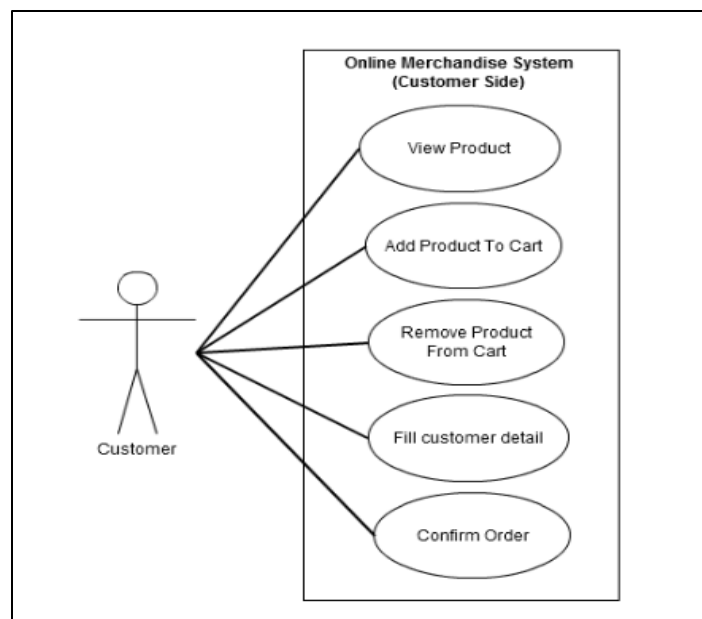 Online Merchandise System
(Customer Side)
View Product
Add Product To Cart
Remove Product
From Cart
Fill customer detail
Confirm Order
Customer